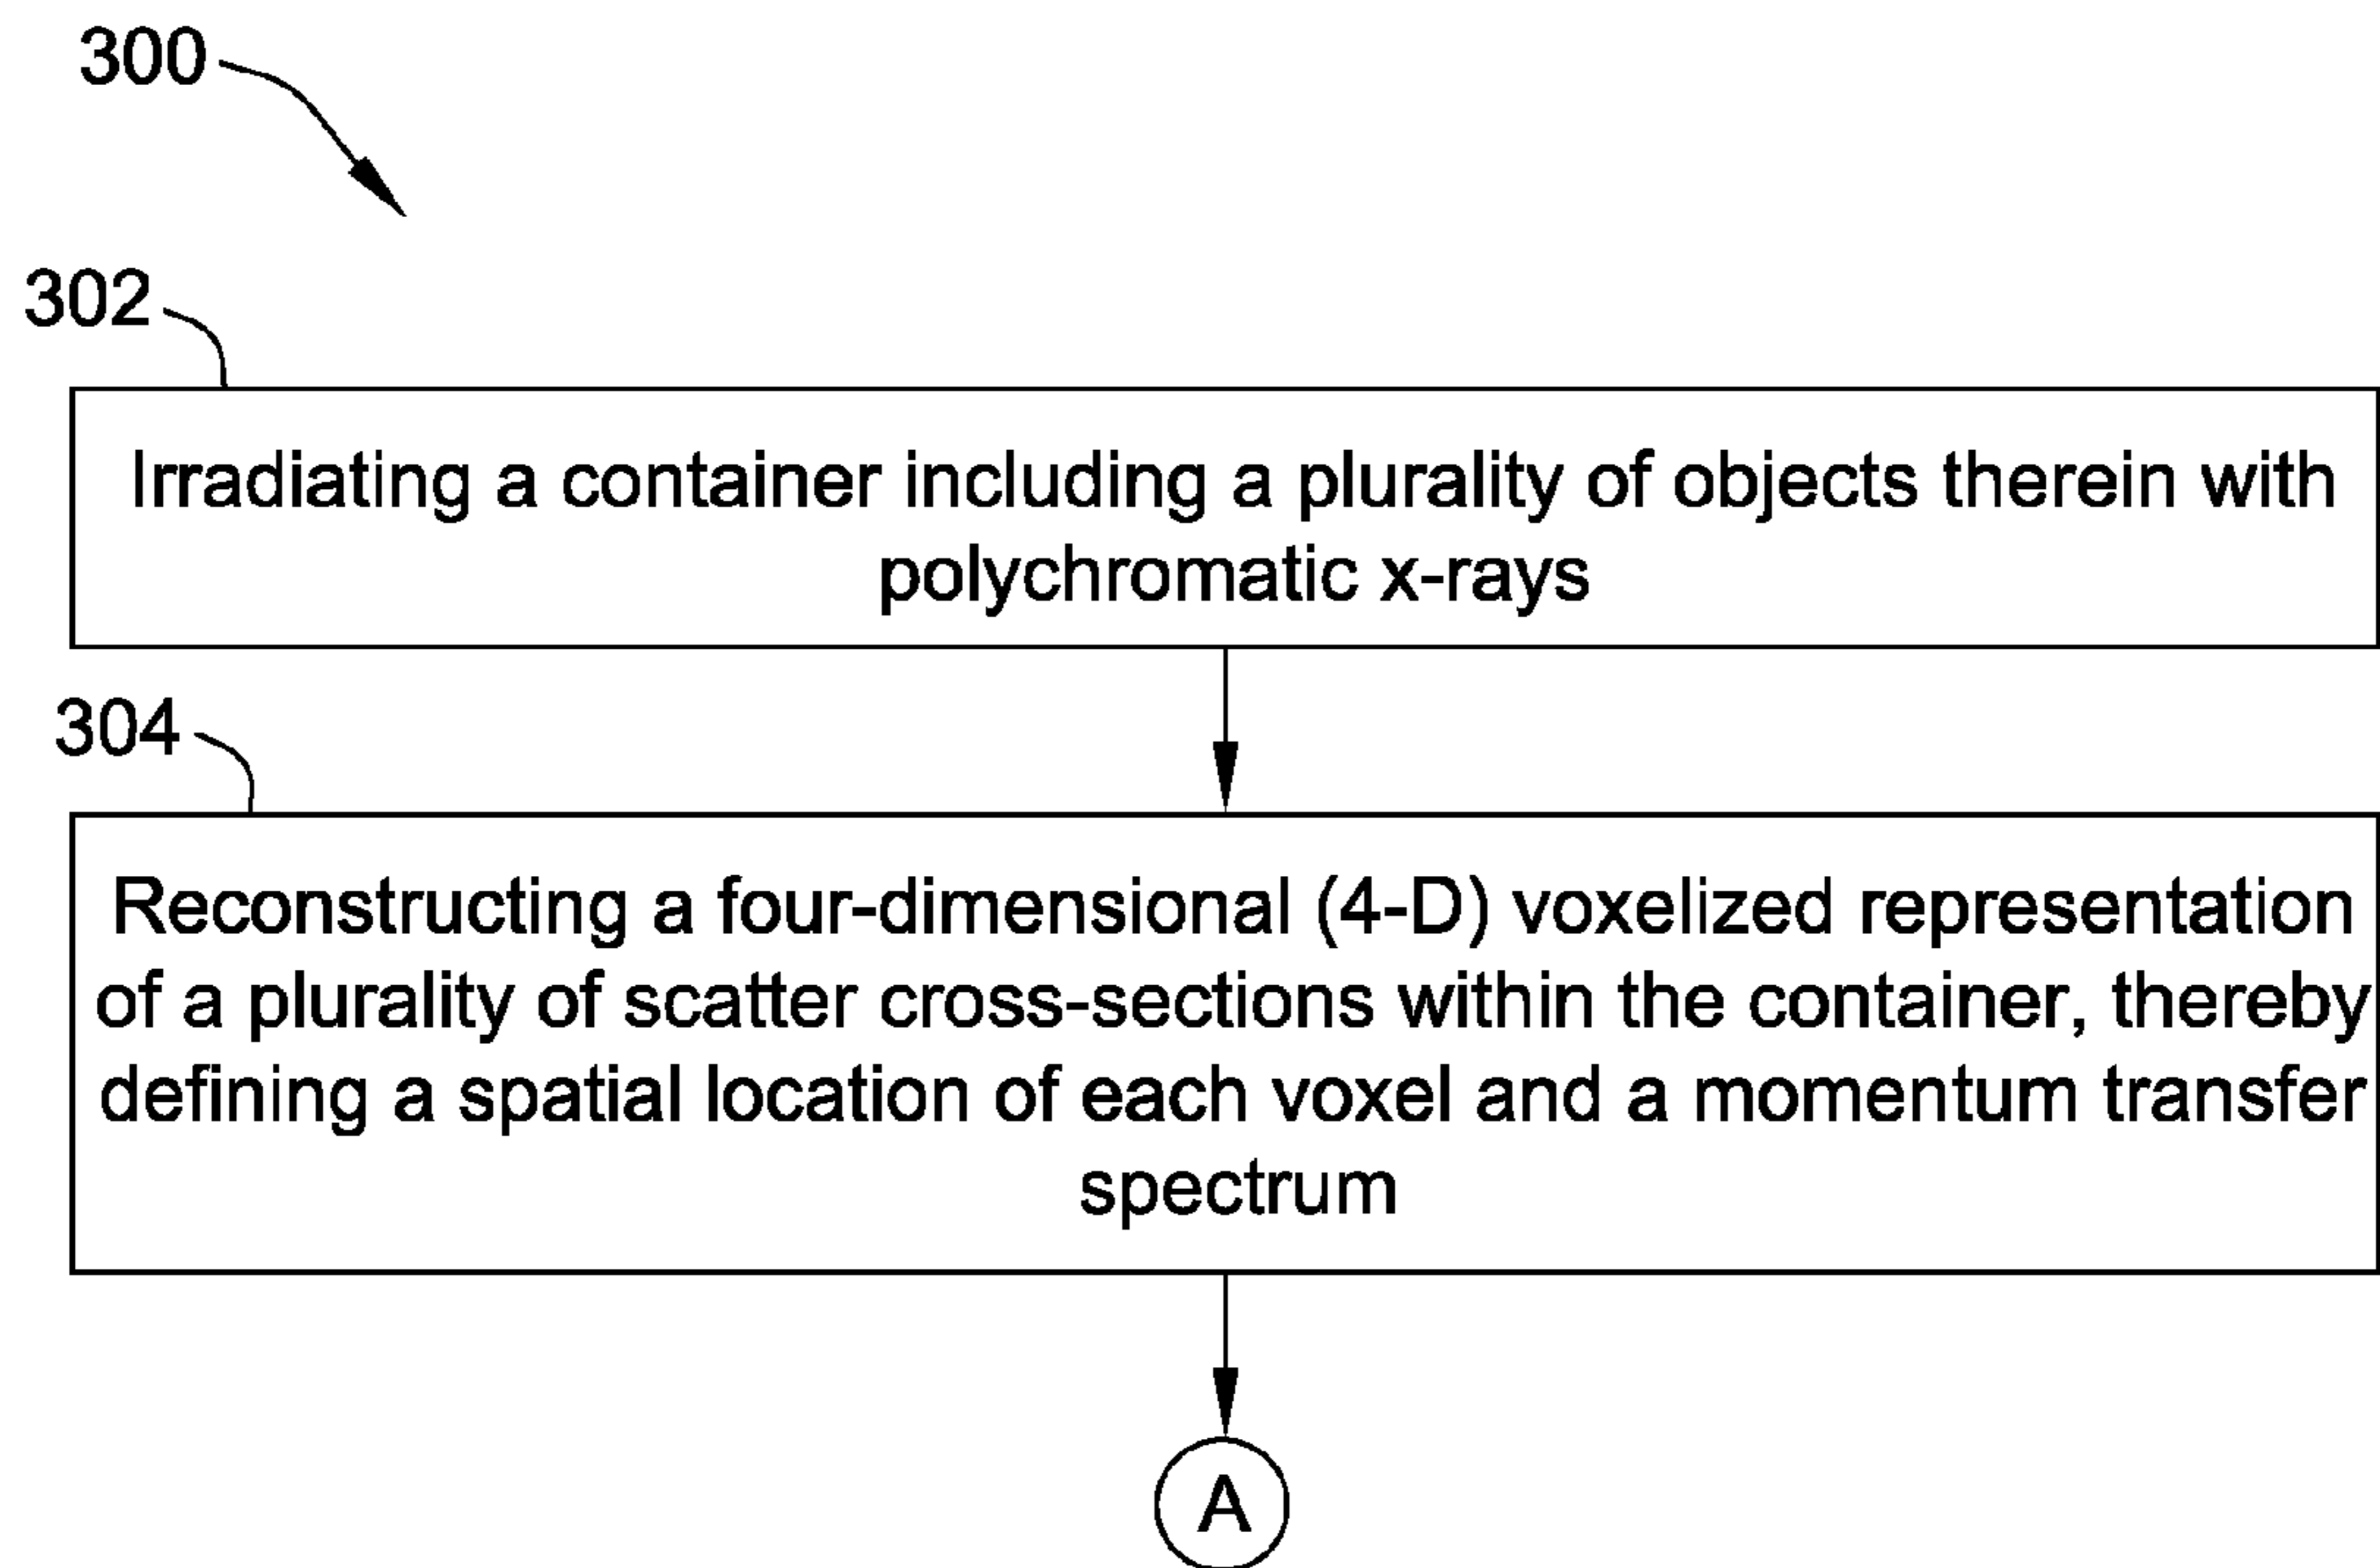 300
302
Irradiating a container including a plurality of objects therein with
polychromatic x-rays
304
Reconstructing a four-dimensional (4-D) voxelized representation
of a plurality of scatter cross-sections within the container, thereby
defining a spatial location of each voxel and a momentum transfer
spectrum
A